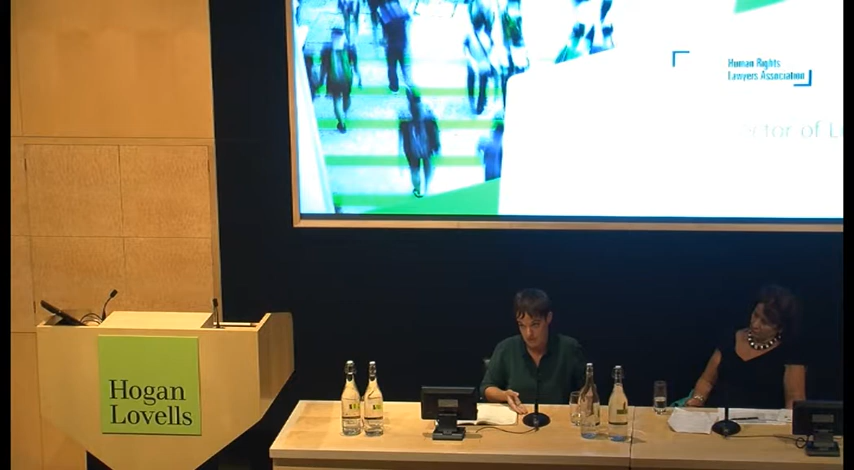 Human Rights
Lawyers Association
ector of L
Hogan
Lovells